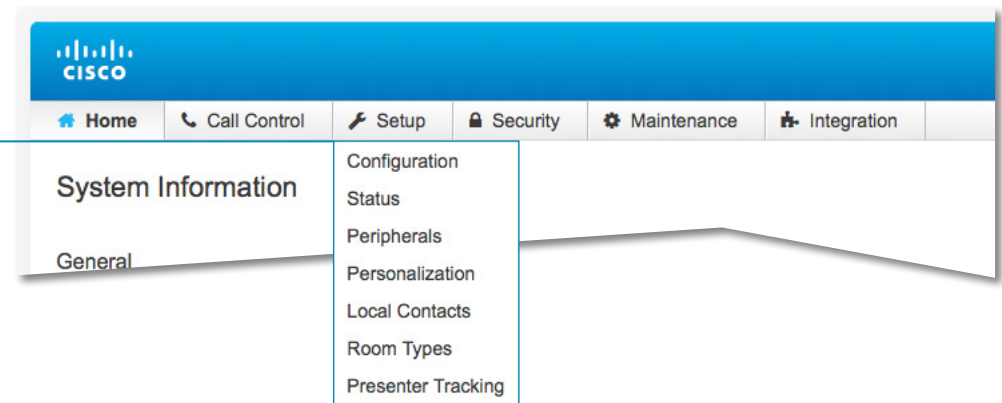 CISCO
Home Call Control Setup Security Maintenance Integration
System Information
General
Configuration
Status
Peripherals
Personalization
Local Contacts
Room Types
Presenter Tracking